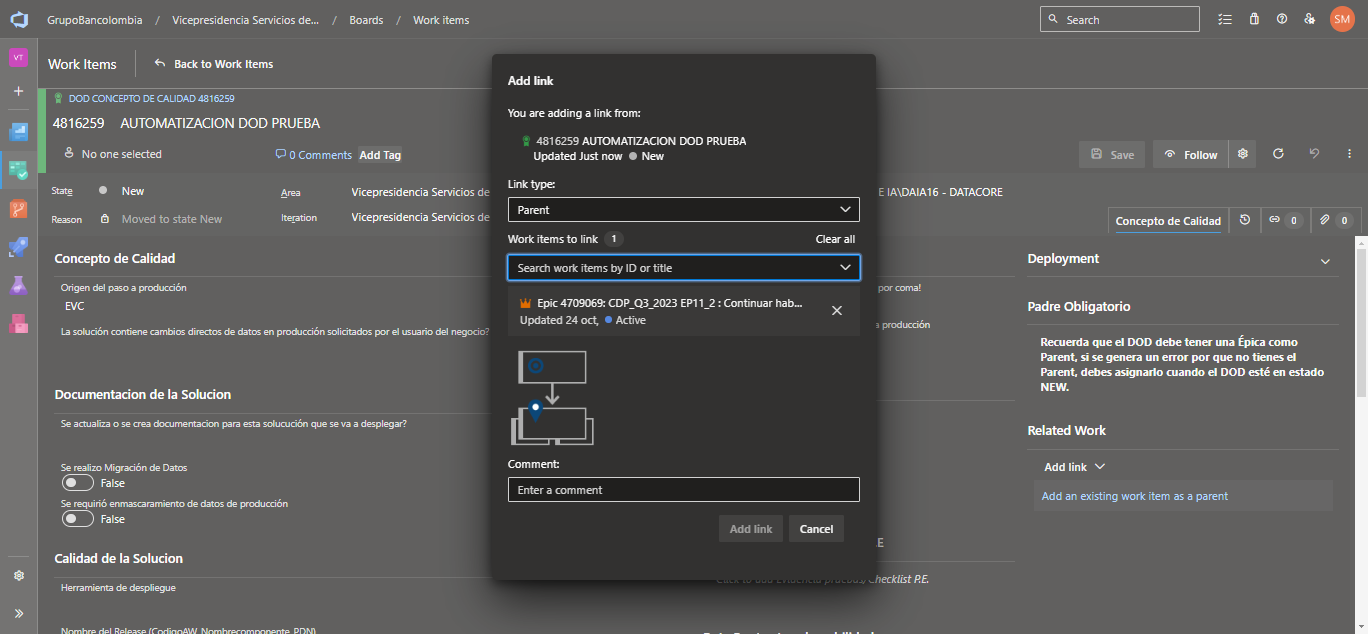 GrupoBancolombia / Vicepresidencia Servicios de... / Boards / Work items
Search
SM
VT
Work Items
Back to Work Items
DOD CONCEPTO DE CALIDAD 4816259
4816259 AUTOMATIZACION DOD PRUEBA
No one selected
0 Comments
Add Tag
Save
Follow
State
New
Area
Vicepresidencia Servicios de
E IA\DAIA16 - DATACORE
Reason
Moved to state New
Iteration
Vicepresidencia Servicios de
Concepto de Calidad
0
0
Concepto de Calidad
Origen del paso a producción
EVC
por coma!
La solución contiene cambios directos de datos en producción solicitados por el usuario del negocio?
a producción
Documentacion de la Solucion
Se actualiza o se crea documentacion para esta solucución que se va a desplegar?
Se realizo Migración de Datos
False
Se requirió enmascaramiento de datos de producción
False
Calidad de la Solucion
Herramienta de despliegue
Nombre del Release (CodigoAW_Nombrecomponente_PDN)
Add link
You are adding a link from:
4816259 AUTOMATIZACION DOD PRUEBA
Updated Just now
New
Link type:
Parent
Work items to link 1
Clear all
Search work items by ID or title
Epic 4709069: CDP_Q3_2023 EP11_2 : Continuar hab...
Updated 24 oct,
Active
Comment:
Enter a comment
Add link
Cancel
Deployment
Padre Obligatorio
Recuerda que el DOD debe tener una Épica como
Parent, si se genera un error por que no tienes el
Parent, debes asignarlo cuando el DOD esté en estado
NEW.
Related Work
Add link
Add an existing work item as a parent
E
Click to add Evidencia pruebas/Checklist P.E.